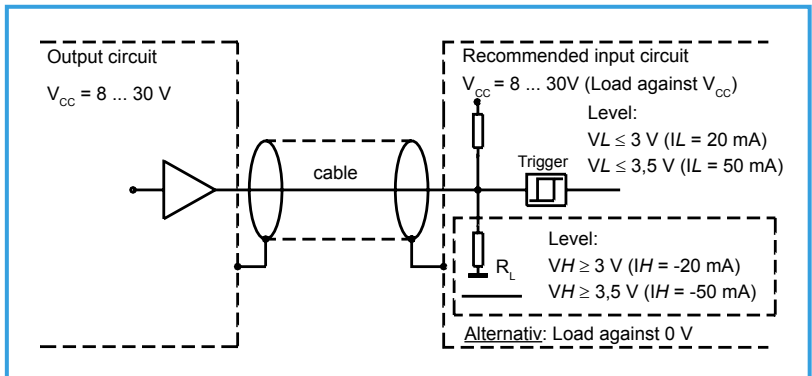 Output circuit
V_CC = 8 ... 30 V
cable
Recommended input circuit
V_CC = 8 ... 30V (Load against V_CC)
Level:
VL ≤ 3 V (IL = 20 mA)
VL ≤ 3,5 V (IL = 50 mA)
Trigger
R_L
Level:
VH ≥ 3 V (IH = -20 mA)
VH ≥ 3,5 V (IH = -50 mA)
Alternativ: Load against 0 V